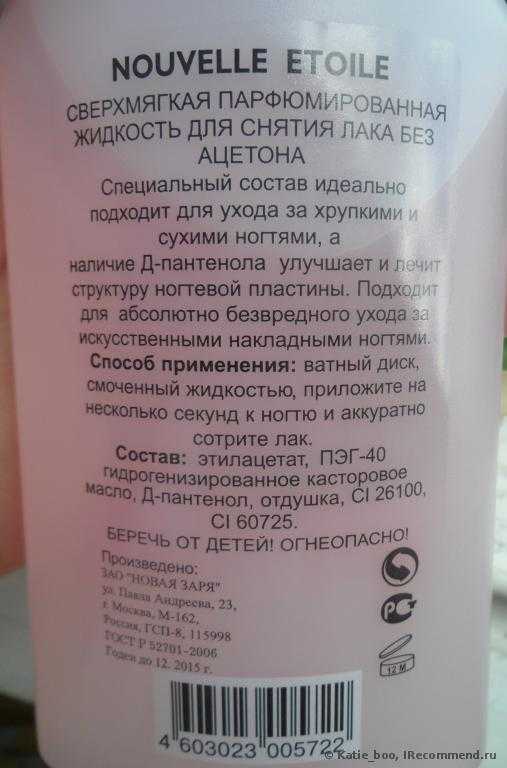 NOUVELLE ETOILE
СВЕРХМЯГКАЯ ПАРФЮМИРОВАННАЯ
ЖИДКОСТЬ ДЛЯ СНЯТИЯ ЛАКА БЕЗ
АЦЕТОНА
Специальный состав идеально
подходит для ухода за хрупкими и
сухими ногтями, а
наличие Д-пантенола улучшает и лечит
структуру ногтевой пластины. Подходит
для абсолютно безвредного ухода за
искусственными накладными ногтями.
Способ применения: ватный диск,
смоченный жидкостью, приложите на
несколько секунд к ногтю и аккуратно
сотрите лак.
Состав: этилацетат, ПЭГ-40
гидрогенизированное касторовое
масло, Д-пантенол, отдушка, CI 26100,
CI 60725.
БЕРЕЧЬ ОТ ДЕТЕЙ! ОГНЕОПАСНО!
Произведено:
ЗАО "НОВАЯ ЗАРЯ"
ул. Павла Андреева, 23,
г. Москва, М-162,
Россия, ГСП-8, 115998
ГОСТ Р 52701-2006
Годен до 12. 2015 г.
РСТ
12 M
4 603023 005722
© Katie_boo, IRecommend.ru